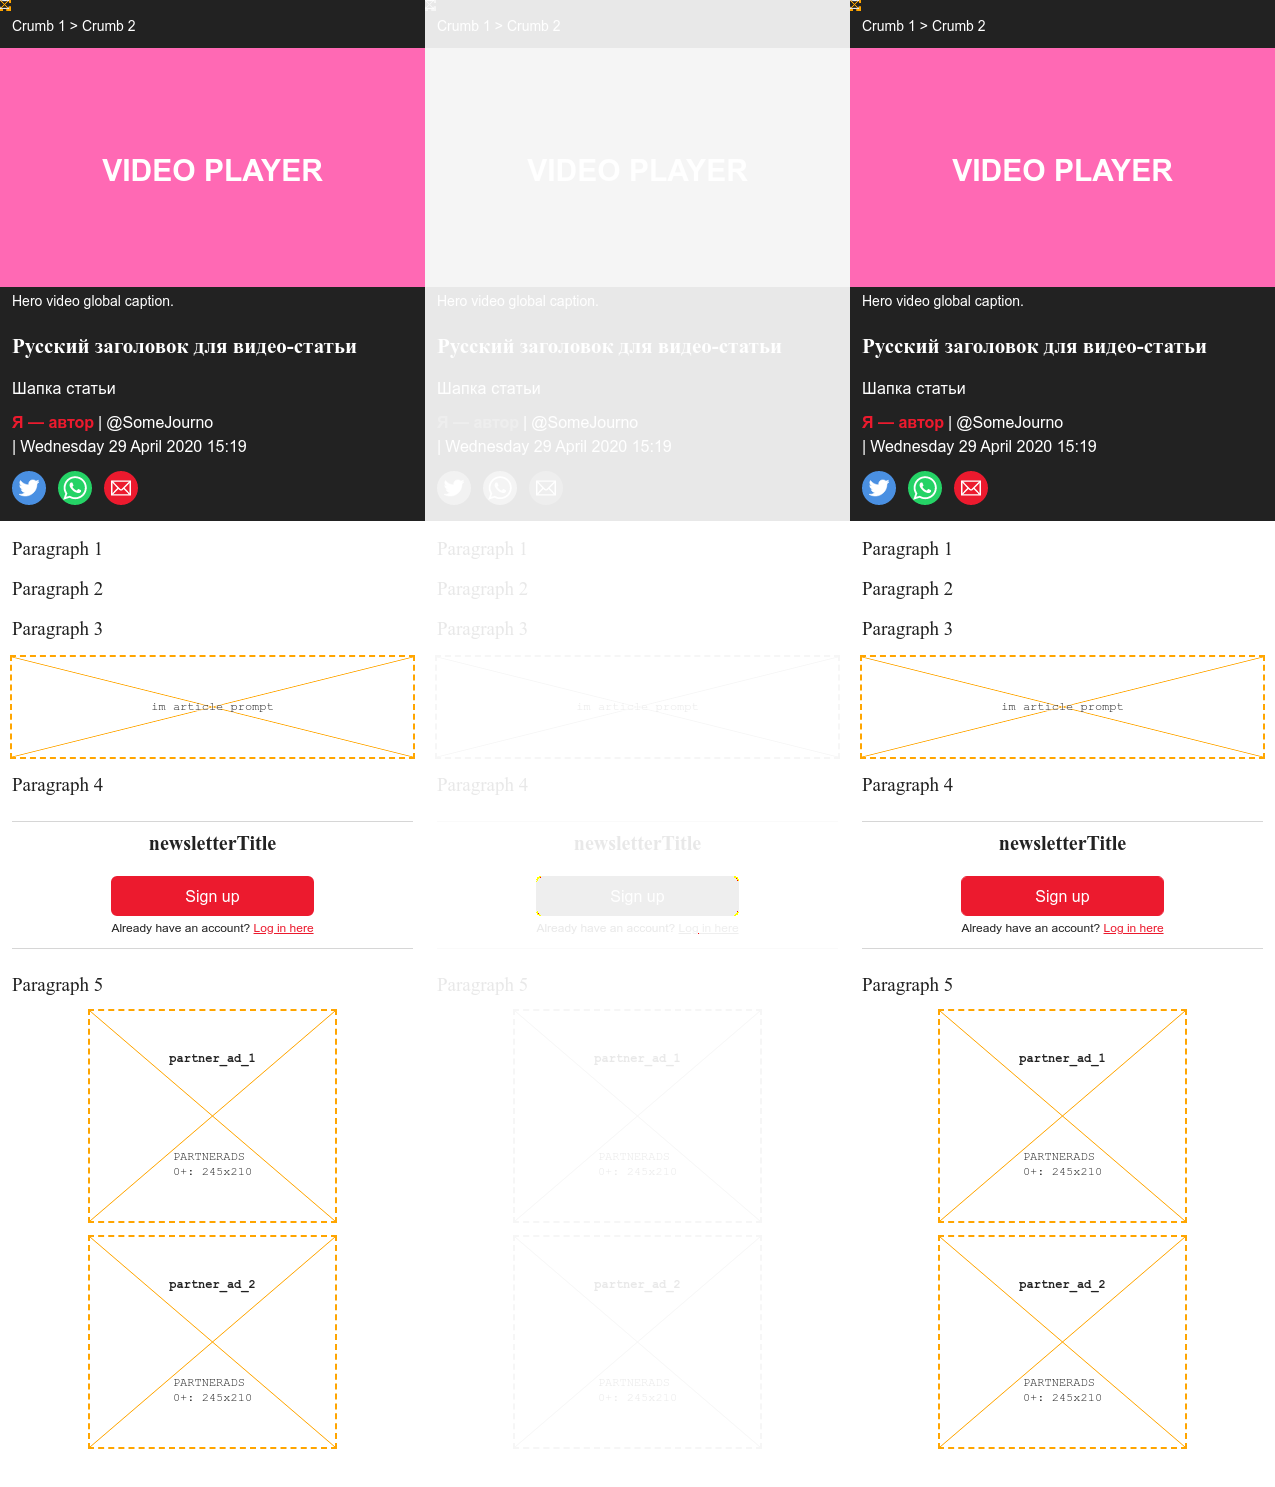 Crumb 1 > Crumb 2
VIDEO PLAYER
Hero video global caption.
Русский заголовок для видео-статьи
Шапка статьи
Я — автор | @SomeJourno
| Wednesday 29 April 2020 15:19
Paragraph 1
Paragraph 2
Paragraph 3
im article prompt
Paragraph 4
newsletterTitle
Sign up
Already have an account? Log in here
Paragraph 5
partner_ad_1
PARTNERADS
0+: 245x210
partner_ad_2
PARTNERADS
0+: 245x210
Crumb 1 > Crumb 2
VIDEO PLAYER
Hero video global caption.
Русский заголовок для видео-статьи
Шапка статьи
Я — автор | @SomeJourno
| Wednesday 29 April 2020 15:19
Paragraph 1
Paragraph 2
Paragraph 3
im article prompt
Paragraph 4
newsletterTitle
Sign up
Already have an account? Log in here
Paragraph 5
partner_ad_1
PARTNERADS
0+: 245x210
partner_ad_2
PARTNERADS
0+: 245x210
Crumb 1 > Crumb 2
VIDEO PLAYER
Hero video global caption.
Русский заголовок для видео-статьи
Шапка статьи
Я — автор | @SomeJourno
| Wednesday 29 April 2020 15:19
Paragraph 1
Paragraph 2
Paragraph 3
im article prompt
Paragraph 4
newsletterTitle
Sign up
Already have an account? Log in here
Paragraph 5
partner_ad_1
PARTNERADS
0+: 245x210
partner_ad_2
PARTNERADS
0+: 245x210